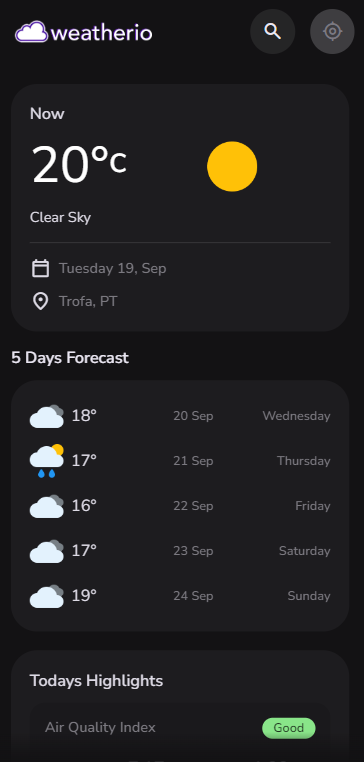 weatherio
Now
20°c
Clear Sky
Tuesday 19, Sep
Trofa, PT
5 Days Forecast
18° 20 Sep Wednesday
17° 21 Sep Thursday
16° 22 Sep Friday
17° 23 Sep Saturday
19° 24 Sep Sunday
Todays Highlights
Air Quality Index Good